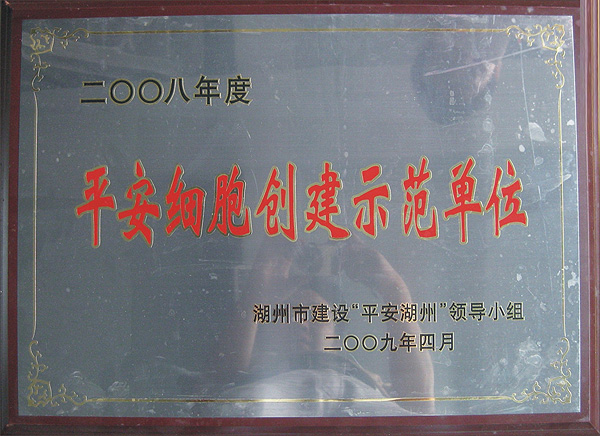 二〇〇八年度
平安细胞创建示范单位
湖州市建设“平安湖州”领导小组
二〇〇九年四月